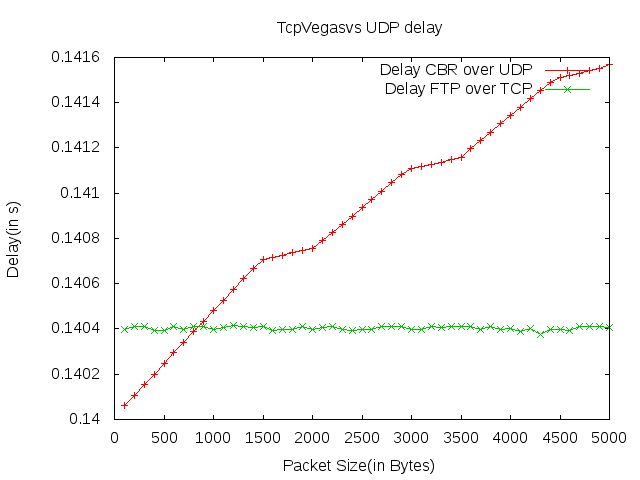 TcpVegasvs UDP delay
Delay CBR over UDP
Delay FTP over TCP
0.1416
0.1414
0.1412
0.141
0.1408
0.1406
0.1404
0.1402
0.14
Delay(in s)
0 500 1000 1500 2000 2500 3000 3500 4000 4500 5000
Packet Size(in Bytes)